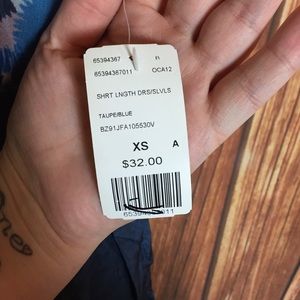 65394367
65394367011 OCA12
SHRT LNGTH DRS/SLVLS
TAUPE/BLUE
BZ91JFA105530V
XS A
$32.00